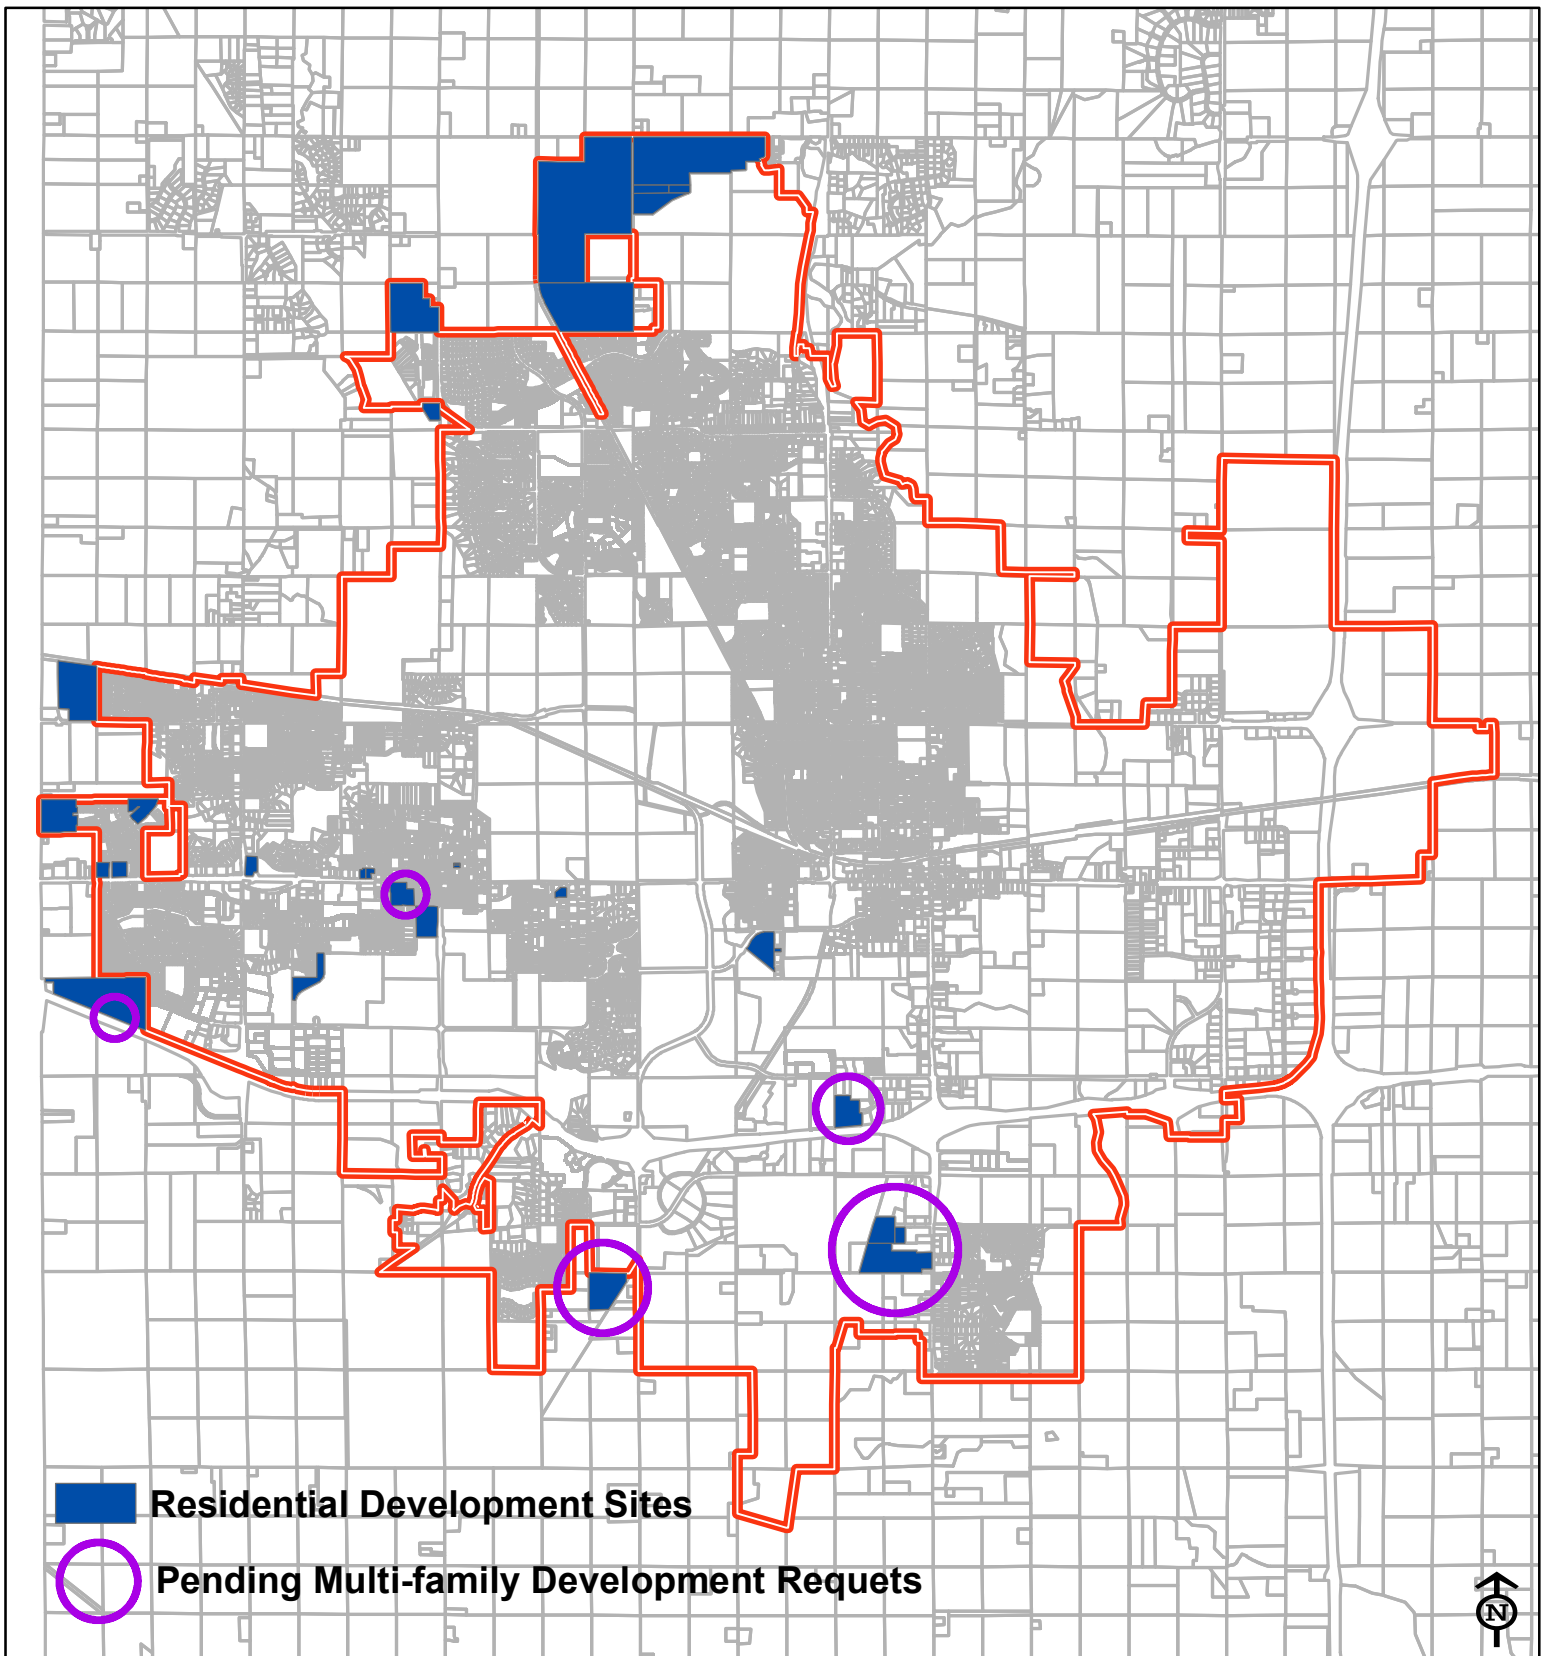 Residential Development Sites
Pending Multi-family Development Requets
N